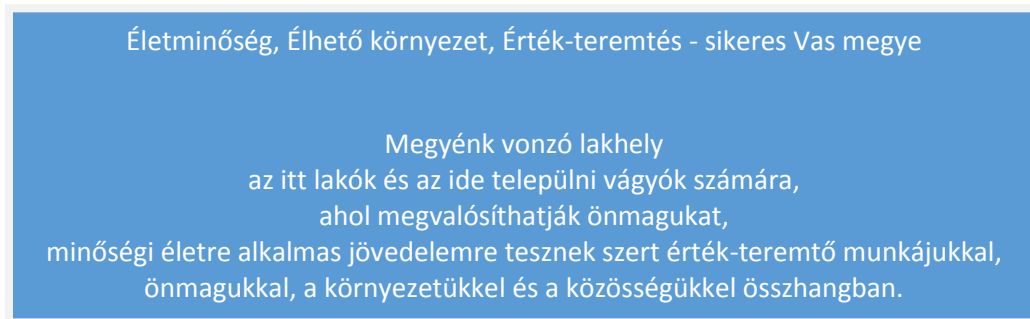 Életminőség, Élhető környezet, Érték-teremtés - sikeres Vas megye
Megyénk vonzó lakhely
az itt lakók és az ide települni vágyók számára,
ahol megvalósíthatják önmagukat,
minőségi életre alkalmas jövedelemre tesznek szert érték-teremtő munkájukkal,
önmagukkal, a környezetükkel és a közösségükkel összhangban.